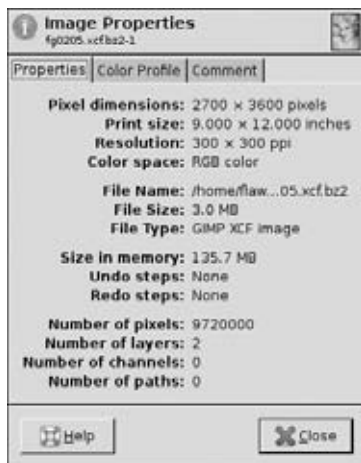 Image Properties
fg0205.xcf.bz2-1
Properties Color Profile Comment
Pixel dimensions: 2700 × 3600 pixels
Print size: 9.000 × 12.000 inches
Resolution: 300 × 300 ppi
Color space: RGB color
File Name: /home/flaw...05.xcf.bz2
File Size: 3.0 MB
File Type: GIMP XCF image
Size in memory: 135.7 MB
Undo steps: None
Redo steps: None
Number of pixels: 9720000
Number of layers: 2
Number of channels: 0
Number of paths: 0
Help Close